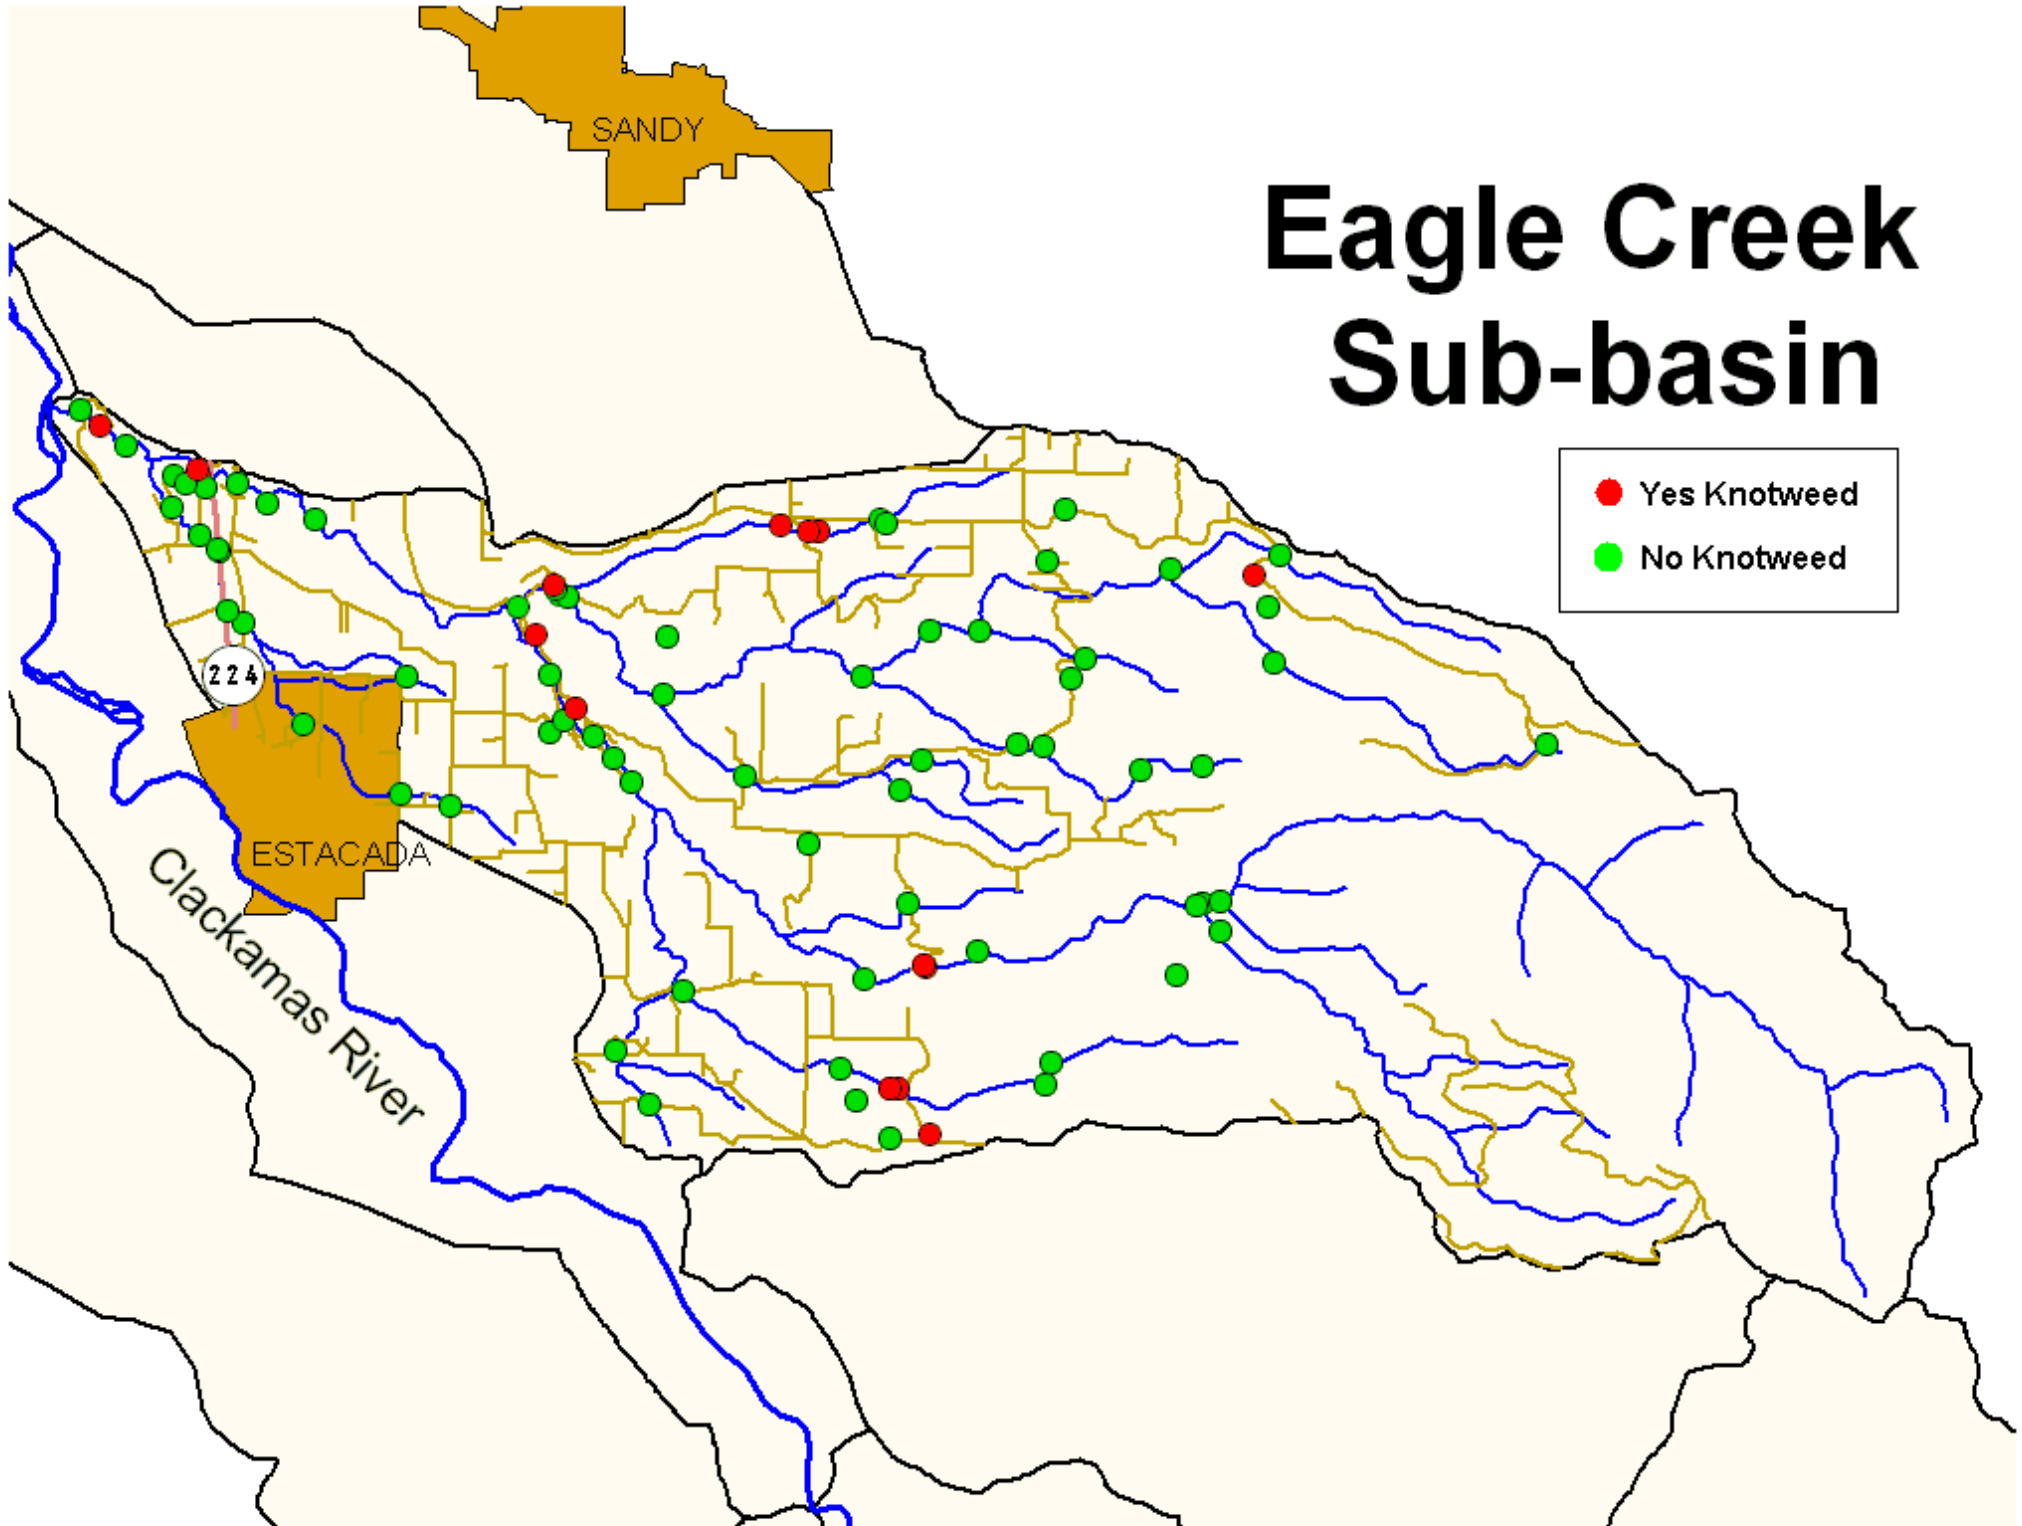 SANDY
Eagle Creek
Sub-basin
Yes Knotweed
No Knotweed
224
ESTACADA
Clackamas River